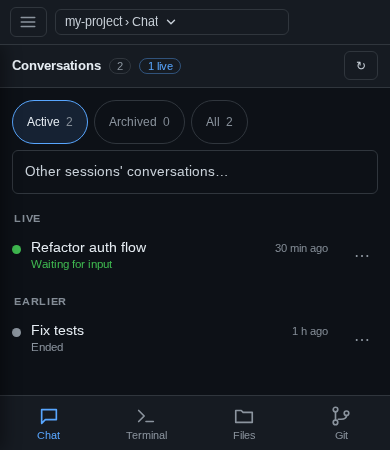 my-project › Chat
Conversations 2 1 live ↻
Active 2 Archived 0 All 2
Other sessions' conversations…
LIVE
Refactor auth flow 30 min ago …
Waiting for input
EARLIER
Fix tests 1 h ago …
Ended
Chat Terminal Files Git